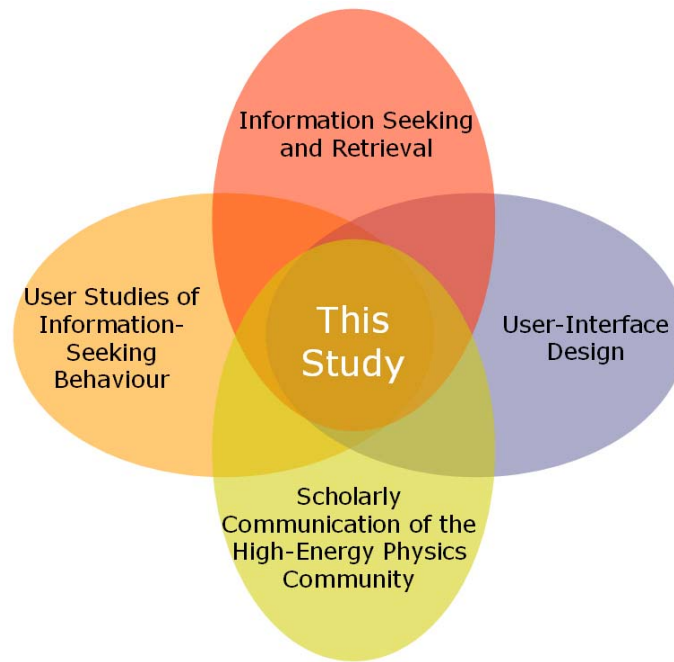 Information Seeking
and Retrieval
User Studies of
Information-
Seeking
Behaviour
This
Study
User-Interface
Design
Scholarly
Communication of the
High-Energy Physics
Community